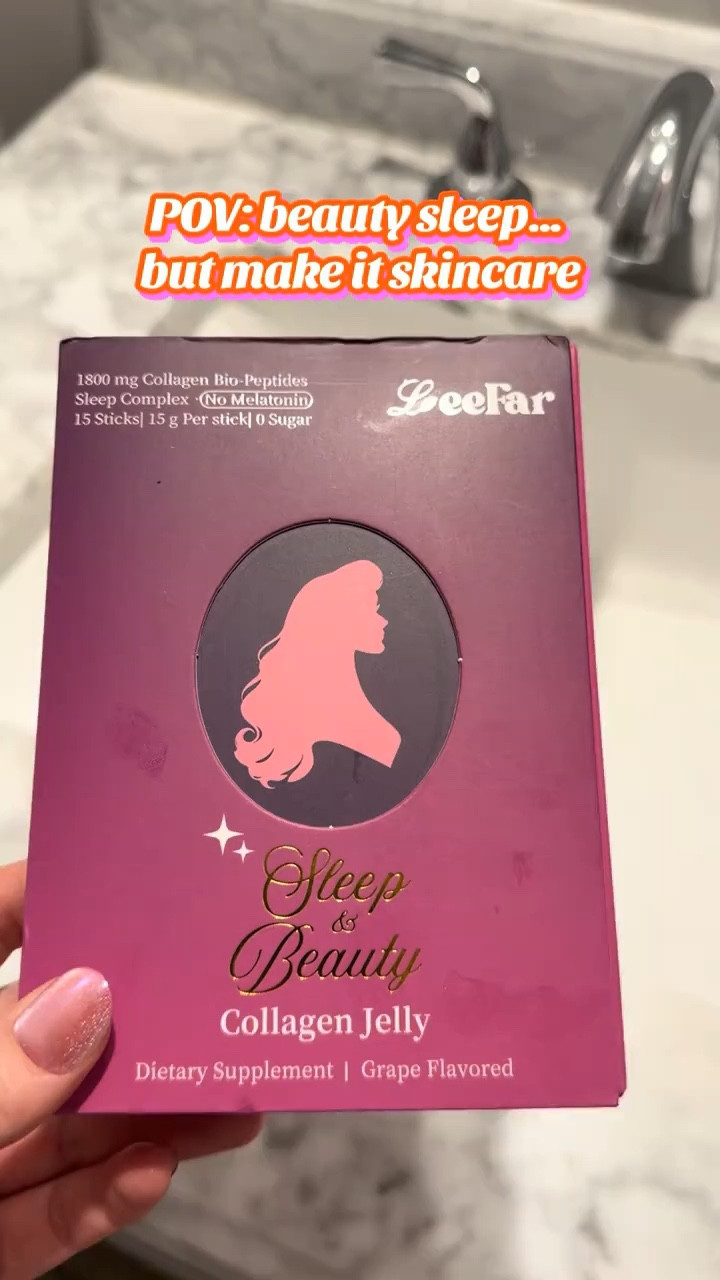 POV: beauty sleep...
but make it skincare
1800 mg Collagen Bio-Peptides
Sleep Complex · No Melatonin
15 Sticks| 15 g Per stick| 0 Sugar
LeeFar
Sleep
&
Beauty
Collagen Jelly
Dietary Supplement | Grape Flavored